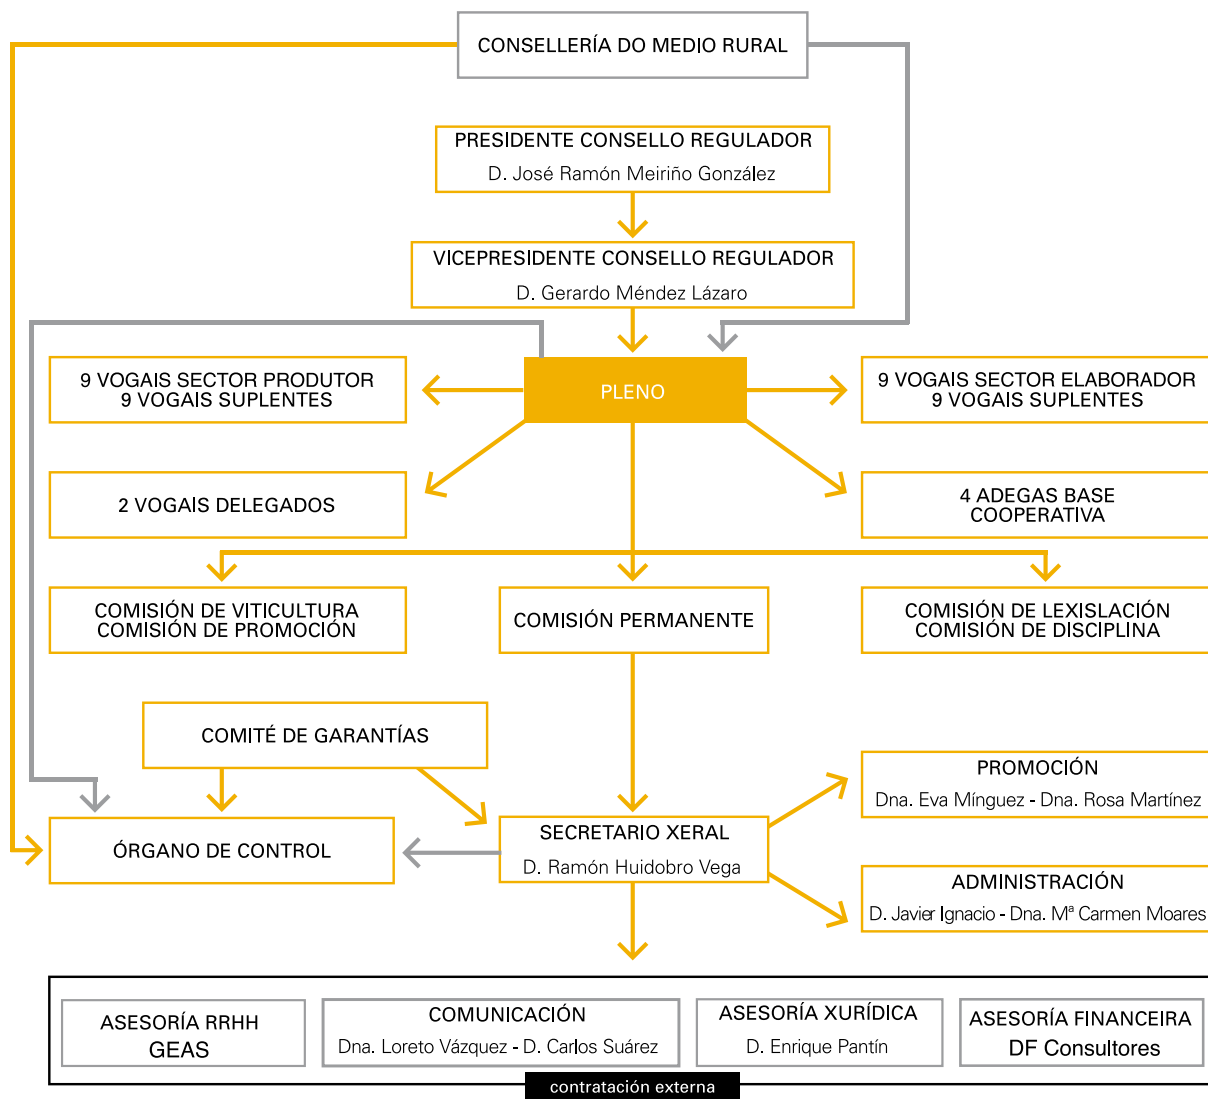 CONSELLERÍA DO MEDIO RURAL
PRESIDENTE CONSELLO REGULADOR
D. José Ramón Meiriño González
VICEPRESIDENTE CONSELLO REGULADOR
D. Gerardo Méndez Lázaro
9 VOGAIS SECTOR PRODUTOR
9 VOGAIS SUPLENTES
PLENO
9 VOGAIS SECTOR ELABORADOR
9 VOGAIS SUPLENTES
2 VOGAIS DELEGADOS
4 ADEGAS BASE
COOPERATIVA
COMISIÓN DE VITICULTURA
COMISIÓN DE PROMOCIÓN
COMISIÓN PERMANENTE
COMISIÓN DE LEXISLACIÓN
COMISIÓN DE DISCIPLINA
COMITÉ DE GARANTÍAS
PROMOCIÓN
Dna. Eva Mínguez - Dna. Rosa Martínez
ÓRGANO DE CONTROL
SECRETARIO XERAL
D. Ramón Huidobro Vega
ADMINISTRACIÓN
D. Javier Ignacio - Dna. Mª Carmen Moares
ASESORÍA RRHH
GEAS
COMUNICACIÓN
Dna. Loreto Vázquez - D. Carlos Suárez
ASESORÍA XURÍDICA
D. Enrique Pantín
ASESORÍA FINANCEIRA
DF Consultores
contratación externa